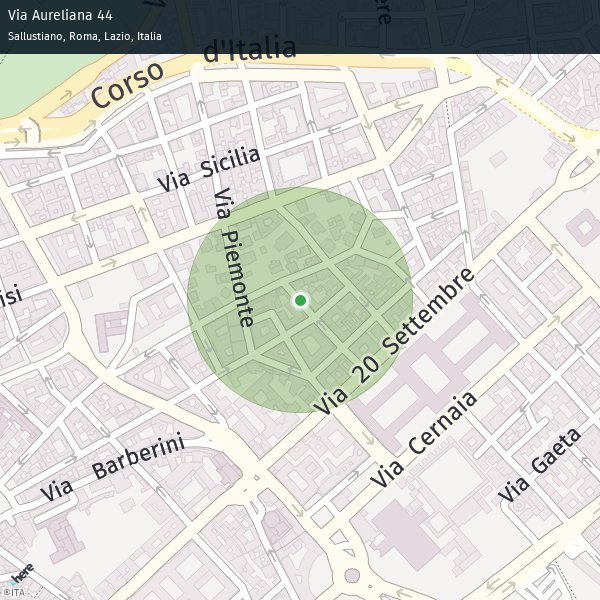 Via Aureliana 44
Sallustiano, Roma, Lazio, Italia
here
Corso d'Italia
Via Sicilia
Via Piemonte
isi
Via 20 Settembre
Via Cernaia
Via Barberini
Via Gaeta
here
©ITA